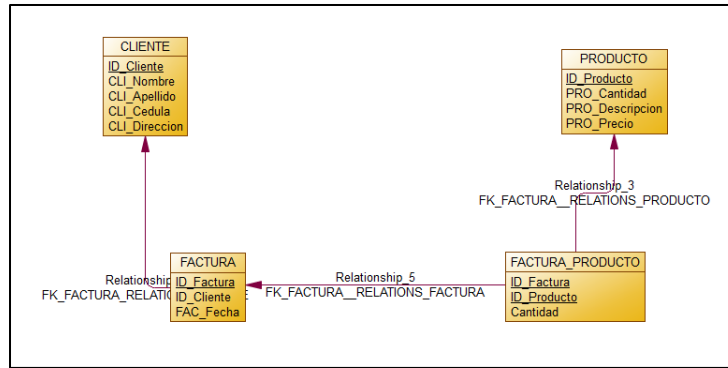 CLIENTE
ID_Cliente
CLI_Nombre
CLI_Apellido
CLI_Cedula
CLI_Direccion
PRODUCTO
ID_Producto
PRO_Cantidad
PRO_Descripcion
PRO_Precio
Relationship_3
FK_FACTURA__RELATIONS_PRODUCTO
FACTURA
ID_Factura
ID_Cliente
FAC_Fecha
Relationship_5
FK_FACTURA__RELATIONS_FACTURA
FACTURA_PRODUCTO
ID_Factura
ID_Producto
Cantidad